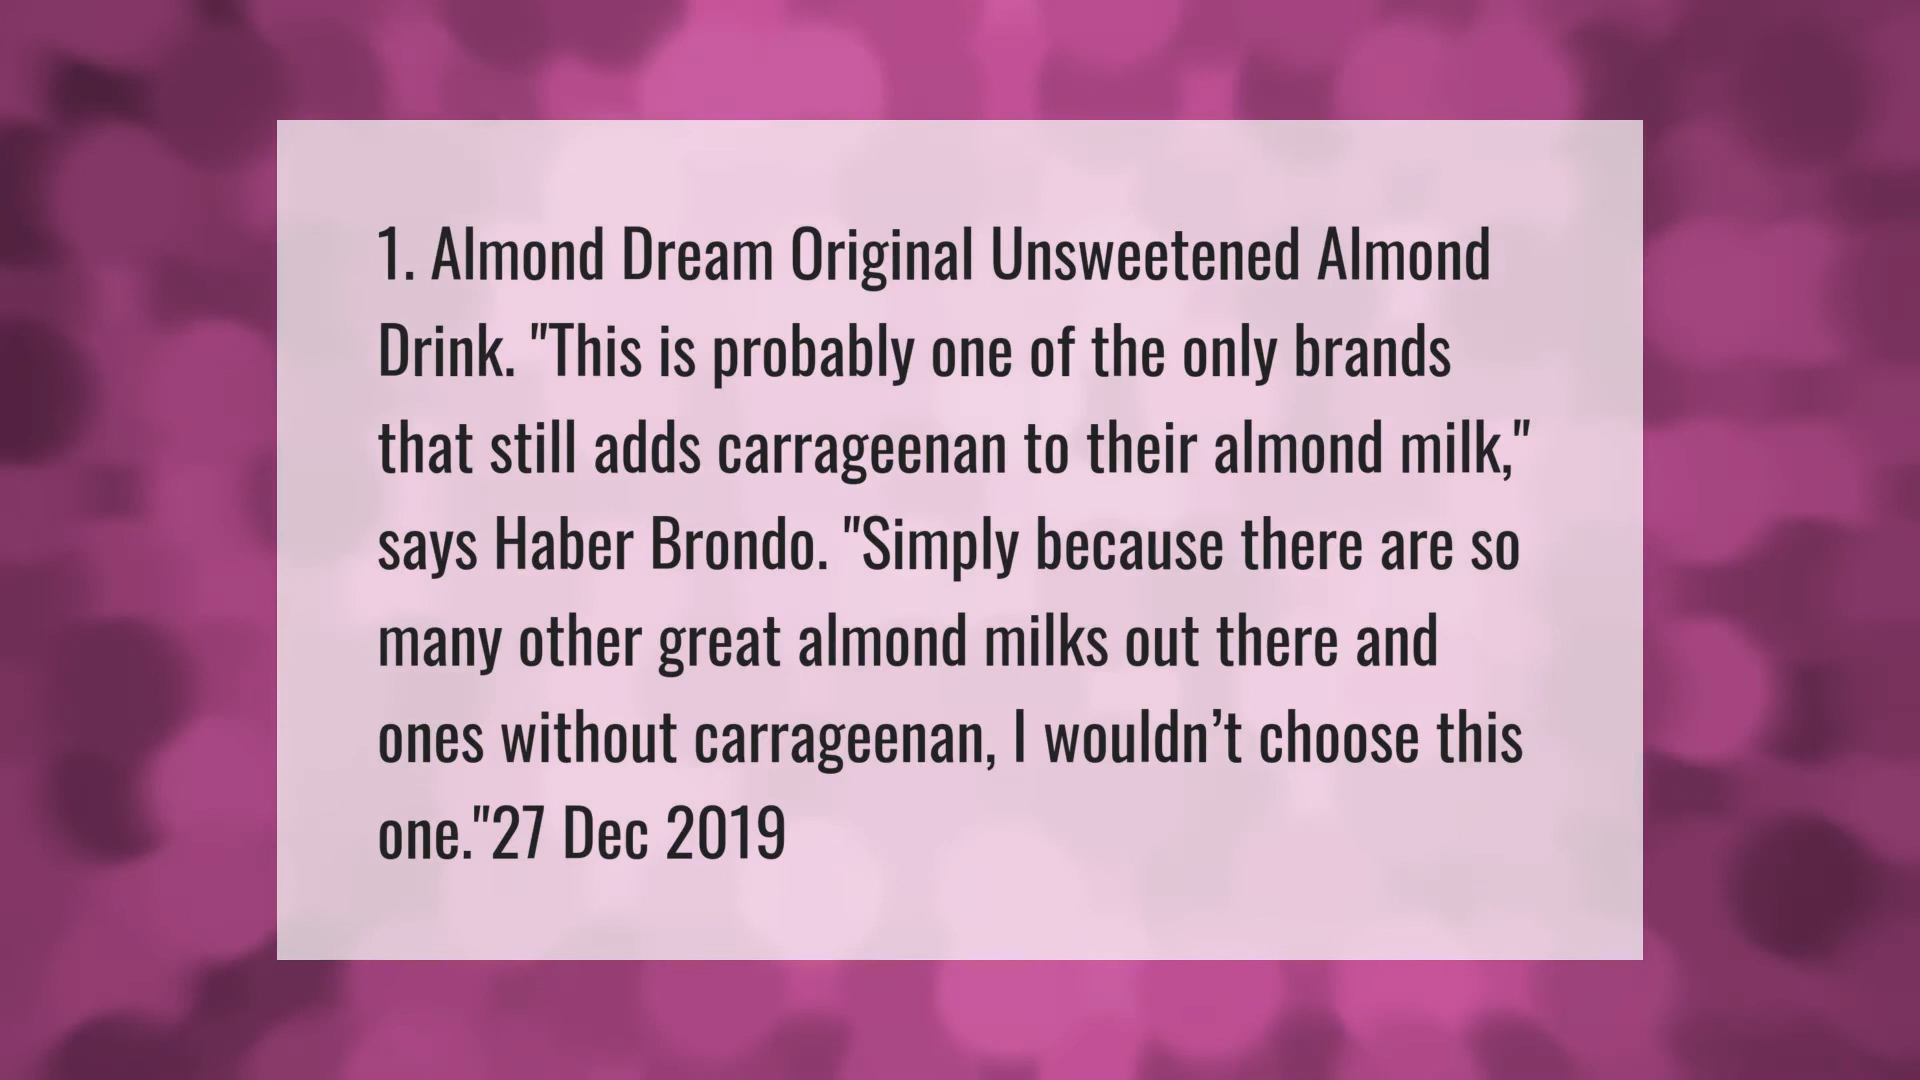 1. Almond Dream Original Unsweetened Almond
Drink. "This is probably one of the only brands
that still adds carrageenan to their almond milk,"
says Haber Brondo. "Simply because there are so
many other great almond milks out there and
ones without carrageenan, I wouldn’t choose this
one."27 Dec 2019